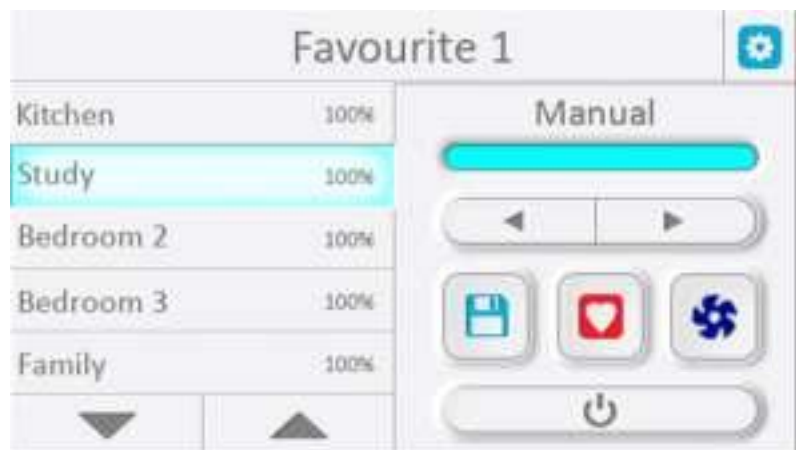 Favourite 1
Kitchen 100%
Study 100%
Bedroom 2 100%
Bedroom 3 100%
Family 100%
Manual